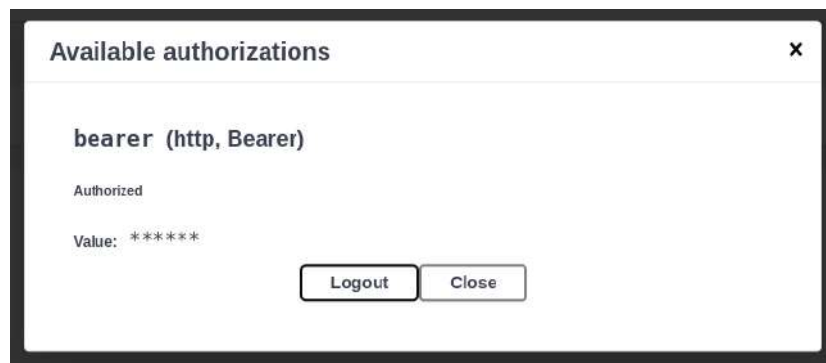 Available authorizations ×
bearer (http, Bearer)
Authorized
Value: ******
Logout Close